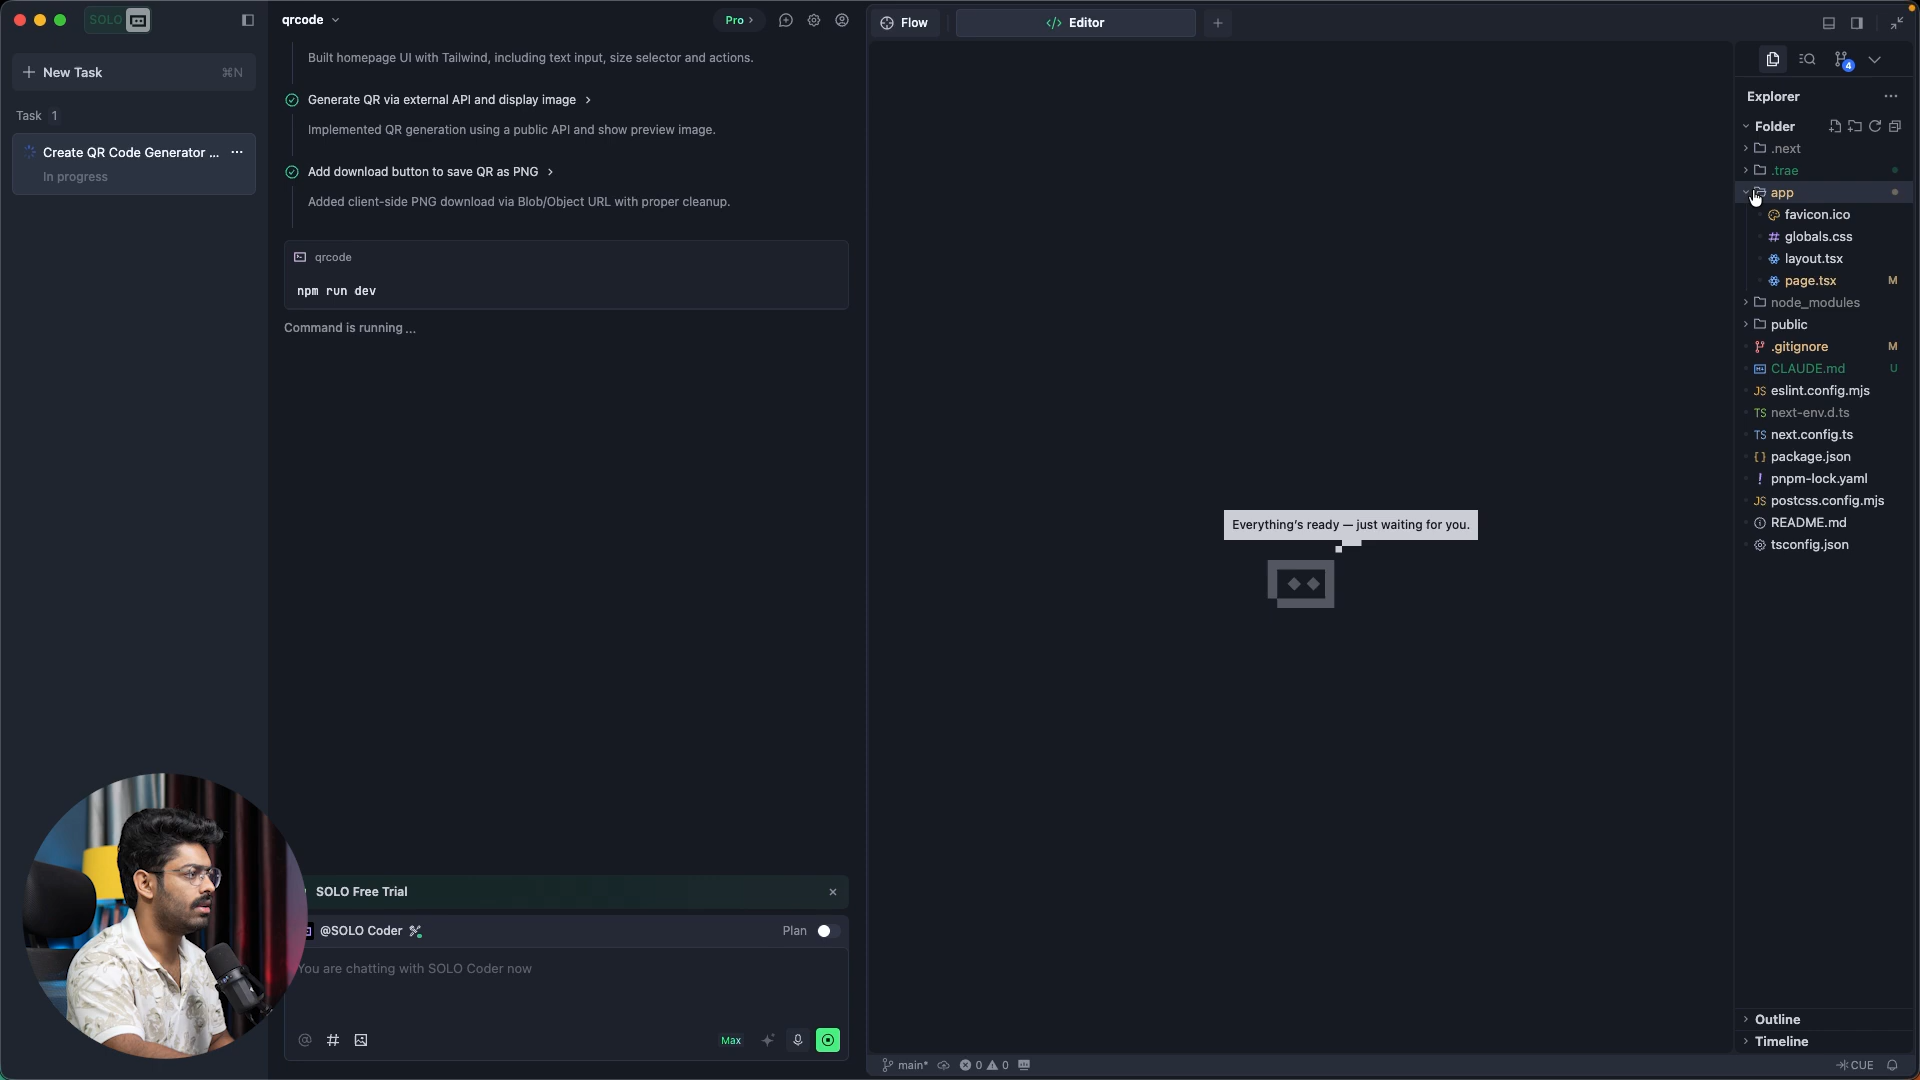 SOLO
New Task
⌘N
Task 1
Create QR Code Generator ...
In progress
qrcode
Pro
Built homepage UI with Tailwind, including text input, size selector and actions.
Generate QR via external API and display image
Implemented QR generation using a public API and show preview image.
Add download button to save QR as PNG
Added client-side PNG download via Blob/Object URL with proper cleanup.
qrcode
npm run dev
Command is running ...
SOLO Free Trial
@SOLO Coder
Plan
You are chatting with SOLO Coder now
Max
Flow
Editor
Everything's ready — just waiting for you.
main*
0
0
4
Explorer
Folder
.next
.trae
app
favicon.ico
globals.css
layout.tsx
page.tsx M
node_modules
public
.gitignore M
CLAUDE.md U
JS eslint.config.mjs
TS next-env.d.ts
TS next.config.ts
{} package.json
! pnpm-lock.yaml
JS postcss.config.mjs
README.md
tsconfig.json
Outline
Timeline
CUE